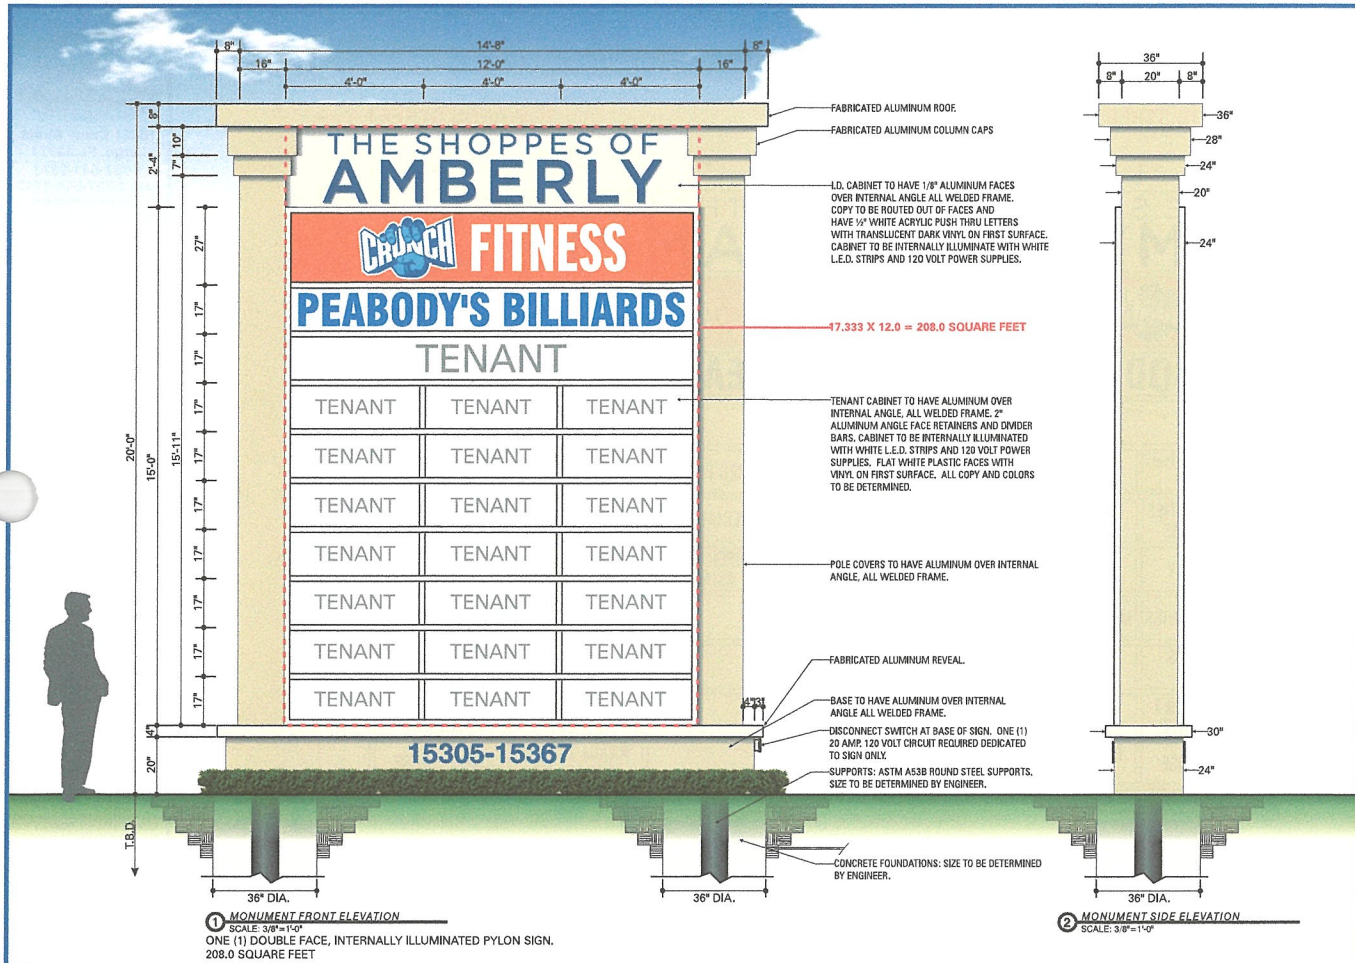 8" 14'-8" 8"
16" 12'-0" 16"
4'-0" 4'-0" 4'-0"
36"
8" 20" 8"
8"
2'-4"
10"
7"
20'-0"
15'-0"
15'-11"
27"
17"
17"
17"
17"
17"
17"
17"
17"
17"
4"
20"
T.B.D.
THE SHOPPES OF
AMBERLY
CRUNCH FITNESS
PEABODY'S BILLIARDS
TENANT
TENANT TENANT TENANT
TENANT TENANT TENANT
TENANT TENANT TENANT
TENANT TENANT TENANT
TENANT TENANT TENANT
TENANT TENANT TENANT
TENANT TENANT TENANT
4" 3"
15305-15367
FABRICATED ALUMINUM ROOF.
FABRICATED ALUMINUM COLUMN CAPS
I.D. CABINET TO HAVE 1/8" ALUMINUM FACES
OVER INTERNAL ANGLE ALL WELDED FRAME.
COPY TO BE ROUTED OUT OF FACES AND
HAVE ½" WHITE ACRYLIC PUSH THRU LETTERS
WITH TRANSLUCENT DARK VINYL ON FIRST SURFACE.
CABINET TO BE INTERNALLY ILLUMINATE WITH WHITE
L.E.D. STRIPS AND 120 VOLT POWER SUPPLIES.
17.333 X 12.0 = 208.0 SQUARE FEET
TENANT CABINET TO HAVE ALUMINUM OVER
INTERNAL ANGLE, ALL WELDED FRAME. 2"
ALUMINUM ANGLE FACE RETAINERS AND DIVIDER
BARS. CABINET TO BE INTERNALLY ILLUMINATED
WITH WHITE L.E.D. STRIPS AND 120 VOLT POWER
SUPPLIES. FLAT WHITE PLASTIC FACES WITH
VINYL ON FIRST SURFACE. ALL COPY AND COLORS
TO BE DETERMINED.
POLE COVERS TO HAVE ALUMINUM OVER INTERNAL
ANGLE, ALL WELDED FRAME.
FABRICATED ALUMINUM REVEAL.
BASE TO HAVE ALUMINUM OVER INTERNAL
ANGLE ALL WELDED FRAME.
DISCONNECT SWITCH AT BASE OF SIGN. ONE (1)
20 AMP, 120 VOLT CIRCUIT REQUIRED DEDICATED
TO SIGN ONLY.
SUPPORTS: ASTM A53B ROUND STEEL SUPPORTS,
SIZE TO BE DETERMINED BY ENGINEER.
CONCRETE FOUNDATIONS: SIZE TO BE DETERMINED
BY ENGINEER.
36"
28"
24"
20"
24"
30"
24"
36" DIA. 36" DIA. 36" DIA.
1 MONUMENT FRONT ELEVATION
SCALE: 3/8"=1'-0"
ONE (1) DOUBLE FACE, INTERNALLY ILLUMINATED PYLON SIGN.
208.0 SQUARE FEET
2 MONUMENT SIDE ELEVATION
SCALE: 3/8"=1'-0"